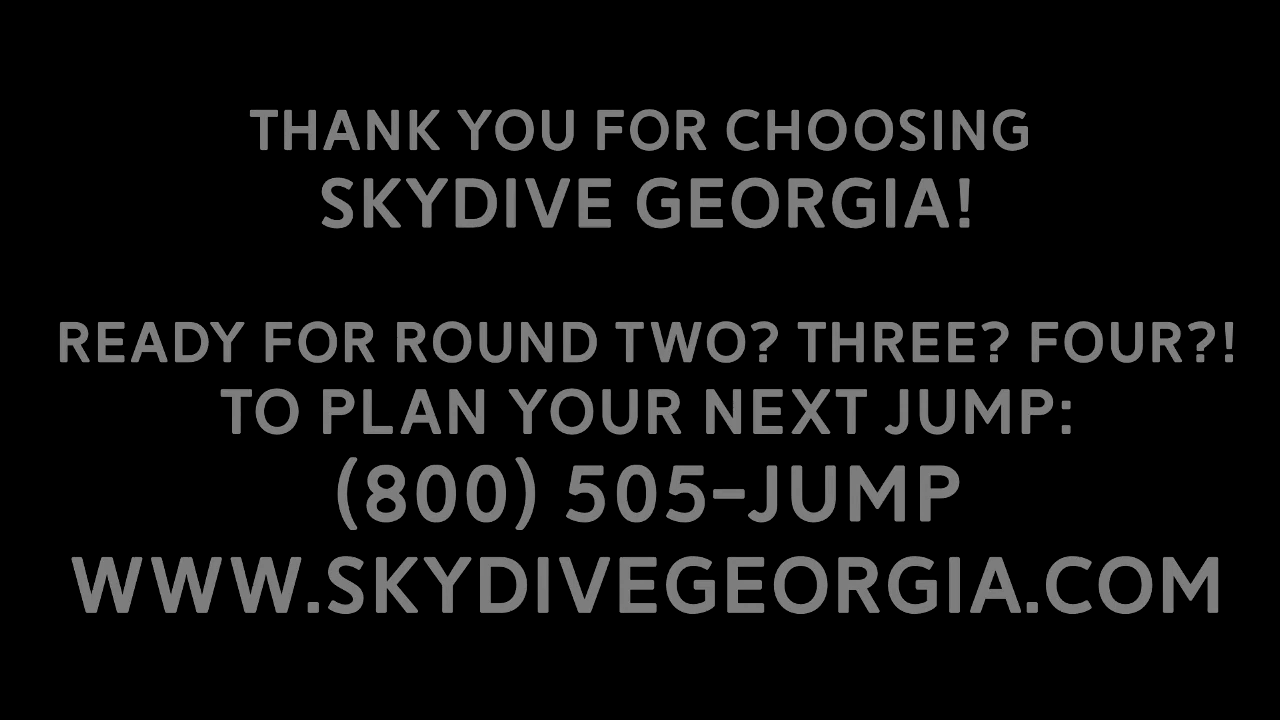 THANK YOU FOR CHOOSING
SKYDIVE GEORGIA!
READY FOR ROUND TWO? THREE? FOUR?!
TO PLAN YOUR NEXT JUMP:
(800) 505-JUMP
WWW.SKYDIVEGEORGIA.COM